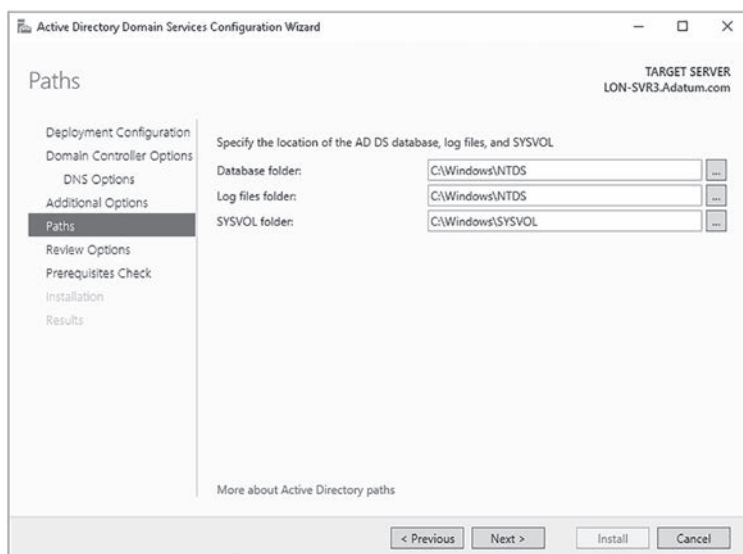 Active Directory Domain Services Configuration Wizard
Paths
TARGET SERVER
LON-SVR3.Adatum.com
Deployment Configuration
Domain Controller Options
DNS Options
Additional Options
Paths
Review Options
Prerequisites Check
Installation
Results
Specify the location of the AD DS database, log files, and SYSVOL
Database folder: C:\Windows\NTDS ...
Log files folder: C:\Windows\NTDS ...
SYSVOL folder: C:\Windows\SYSVOL ...
More about Active Directory paths
< Previous Next > Install Cancel